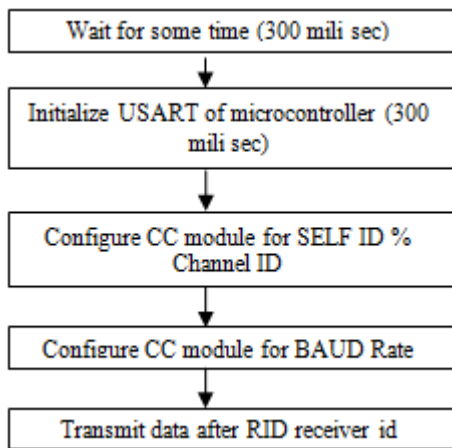 Wait for some time (300 mili sec)
Initialize USART of microcontroller (300
mili sec)
Configure CC module for SELF ID %
Channel ID
Configure CC module for BAUD Rate
Transmit data after RID receiver id